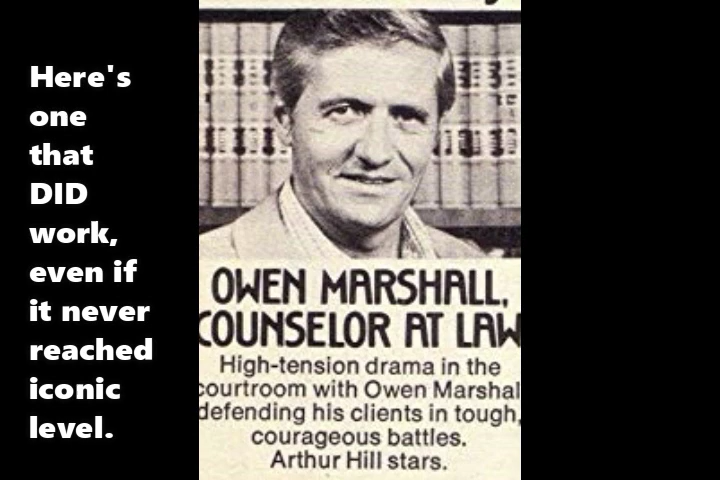 Here's
one
that
DID
work,
even if
it never
reached
iconic
level.
OWEN MARSHALL,
COUNSELOR AT LAW
High-tension drama in the
courtroom with Owen Marshal
defending his clients in tough,
courageous battles.
Arthur Hill stars.